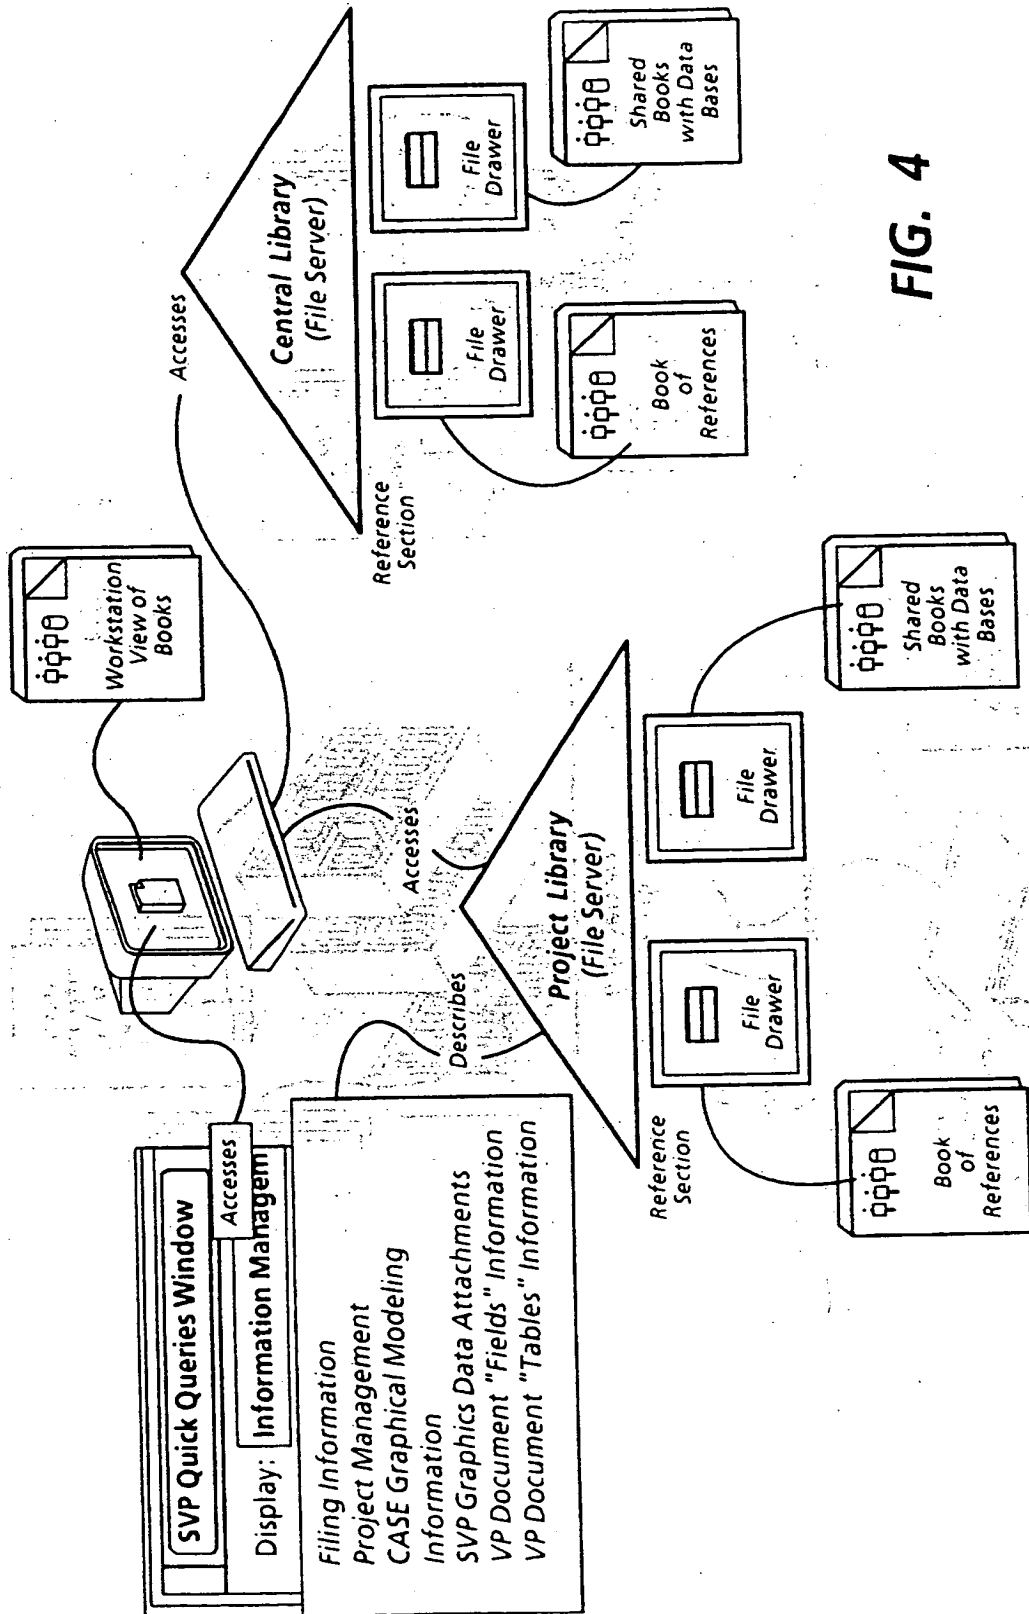 SVP Quick Queries Window
Display: Information Managem
Accesses
Filing Information
Project Management
CASE Graphical Modeling
Information
SVP Graphics Data Attachments
VP Document "Fields" Information
VP Document "Tables" Information
Workstation
View of
Books
Describes
Accesses
Accesses
Project Library
(File Server)
Reference
Section
File
Drawer
File
Drawer
Book
of
References
Shared
Books
with Data
Bases
Central Library
(File Server)
Reference
Section
File
Drawer
File
Drawer
Book
of
References
Shared
Books
with Data
Bases
FIG. 4